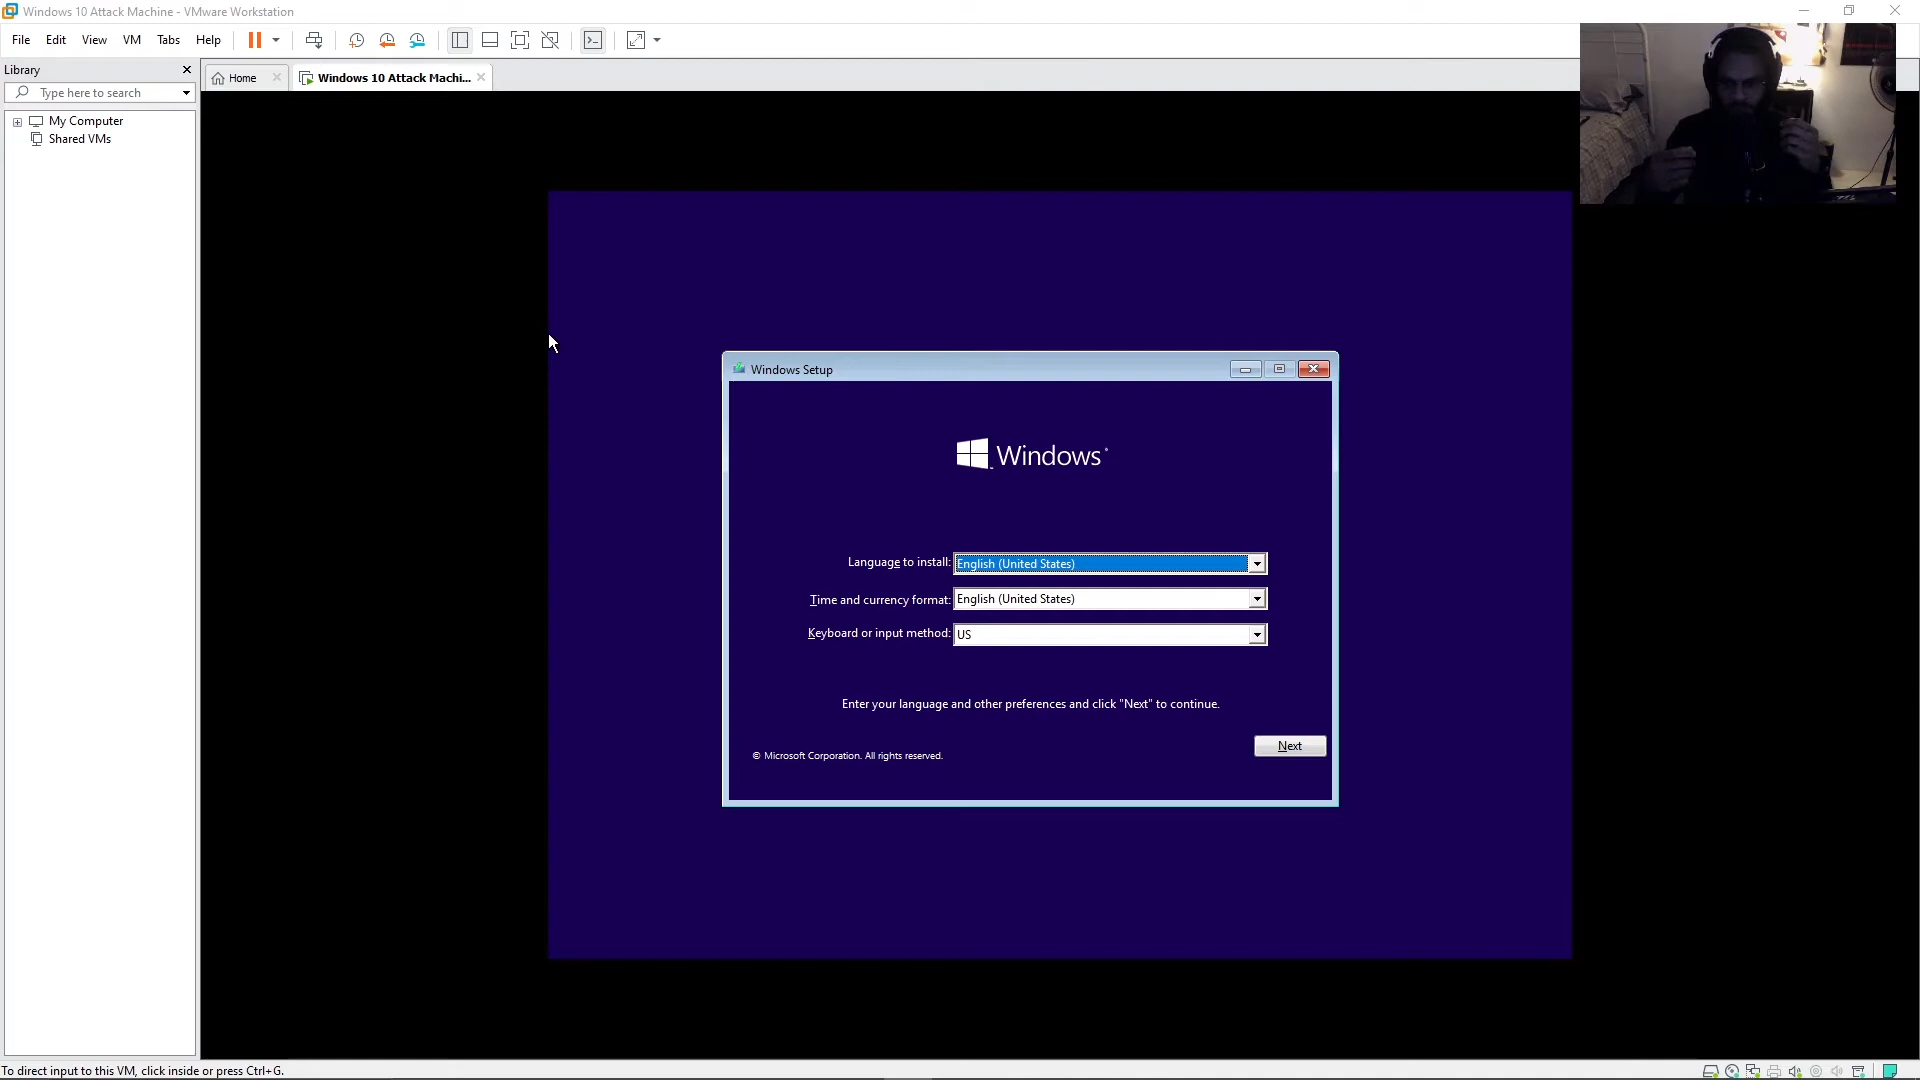 Windows 10 Attack Machine - VMware Workstation
File Edit View VM Tabs Help
Library
Home
Windows 10 Attack Machi...
Type here to search
My Computer
Shared VMs
Windows Setup
Windows
Language to install: English (United States)
Time and currency format: English (United States)
Keyboard or input method: US
Enter your language and other preferences and click "Next" to continue.
Next
© Microsoft Corporation. All rights reserved.
To direct input to this VM, click inside or press Ctrl+G.